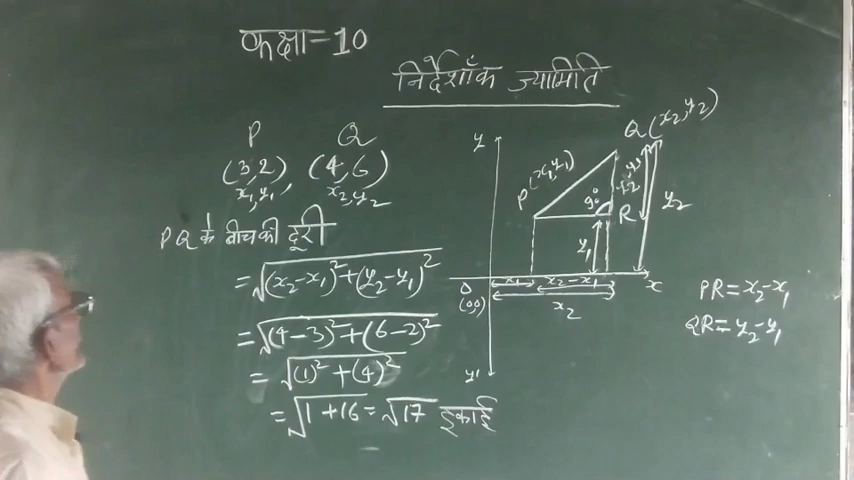 कक्षा-10
निर्देशाँक ज्यामिति
P Q
(3,2), (4,6)
x₁,y₁ x₂,y₂
PQ के बीच की दूरी
=√(x₂-x₁)²+(y₂-y₁)²
=√(4-3)²+(6-2)²
=√(1)²+(4)²
=√1+16=√17 इकाई
y
Q(x₂,y₂)
P(x₁,y₁)
90°
R
y₂
y₁
O
(0,0)
x₁ x₂-x₁ x
x₂
y'
PR=x₂-x₁
QR=y₂-y₁